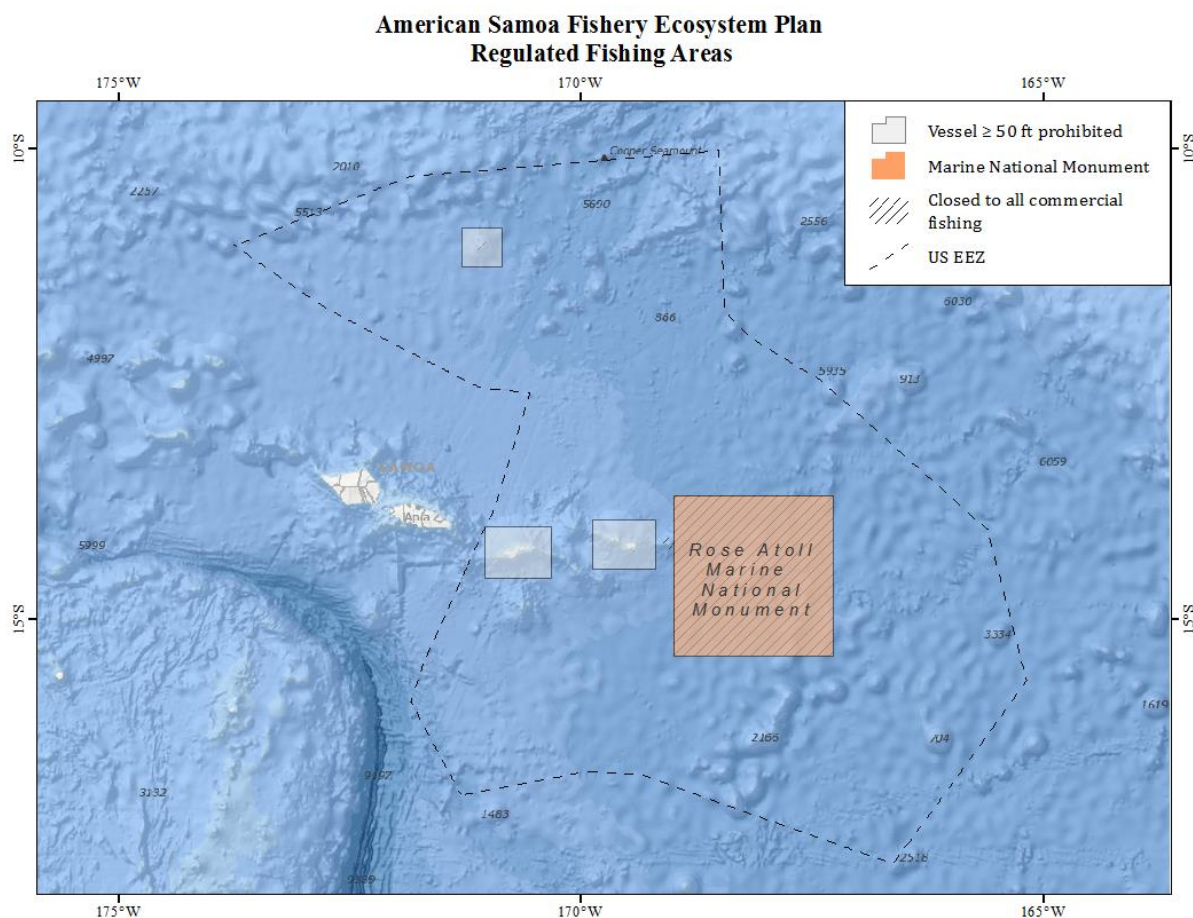 American Samoa Fishery Ecosystem Plan
Regulated Fishing Areas
175°W
170°W
165°W
10°S
10°S
Vessel ≥ 50 ft prohibited
Marine National Monument
Closed to all commercial
fishing
US EEZ
Cooper Seamount
2010
2257
5513
5690
2556
6030
866
4997
5935
913
SAMOA
6059
Apia
5999
Rose Atoll
Marine
National
Monument
15°S
15°S
3334
1619
2166
704
3132
1483
2518
175°W
170°W
165°W